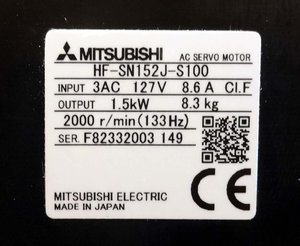 MITSUBISHI AC SERVO MOTOR
HF-SN152J-S100
INPUT 3AC 127V 8.6 A Cl.F
OUTPUT 1.5kW 8.3 kg
2000 r/min (133Hz)
SER. F82332003 149
MITSUBISHI ELECTRIC
MADE IN JAPAN
CE